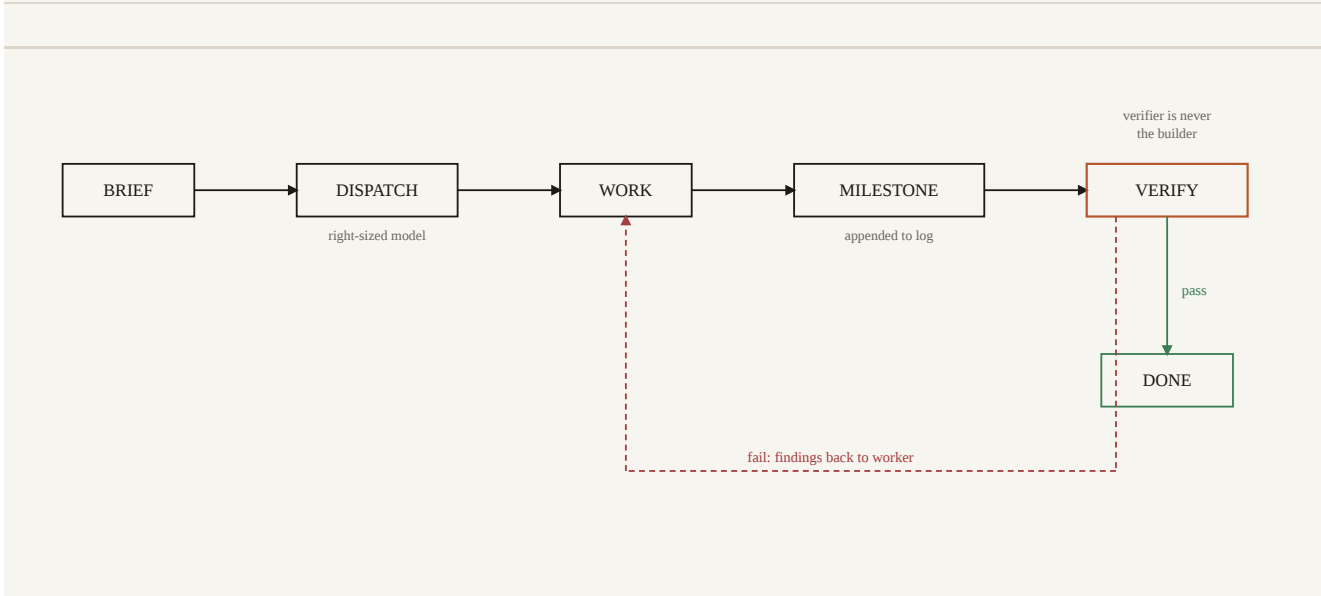 verifier is never
the builder
BRIEF
DISPATCH
WORK
MILESTONE
VERIFY
right-sized model
appended to log
pass
DONE
fail: findings back to worker